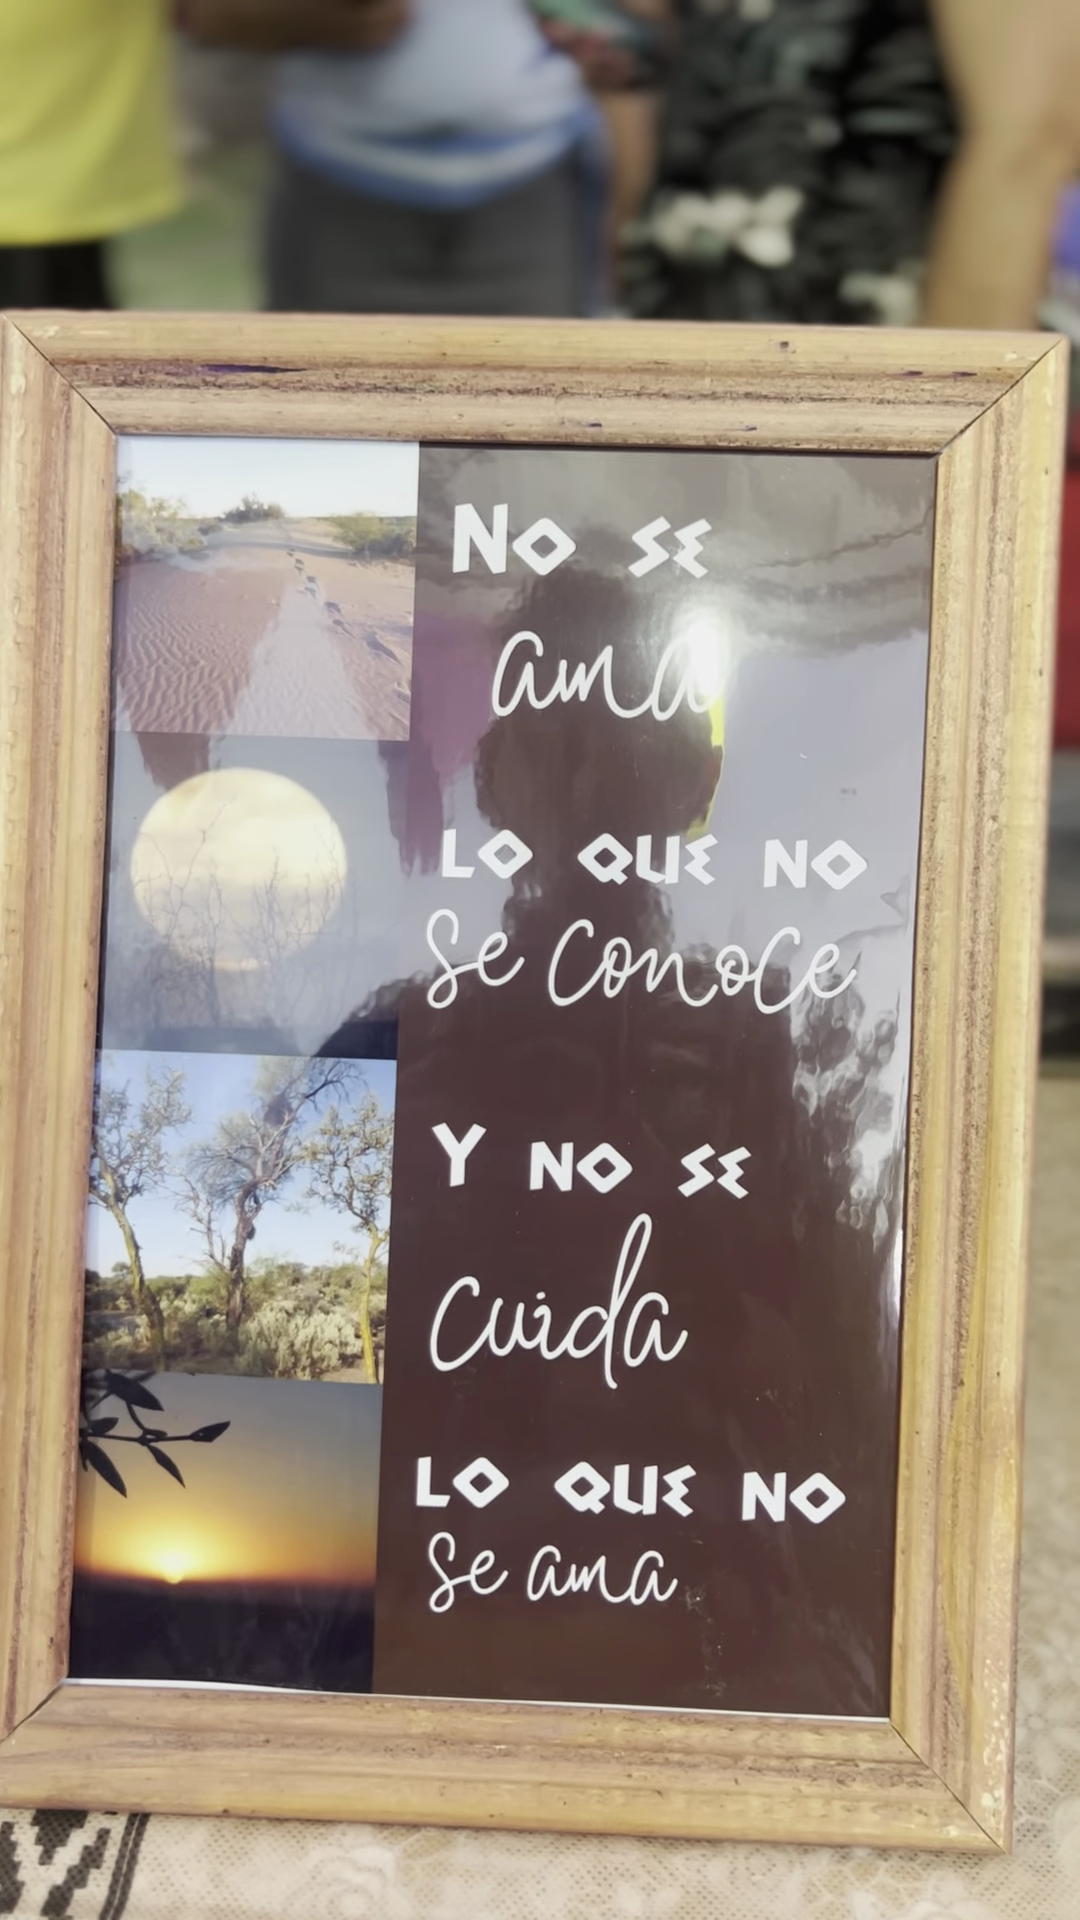 NO SE
ama
LO QUE NO
se conoce
Y NO SE
cuida
LO QUE NO
se ama